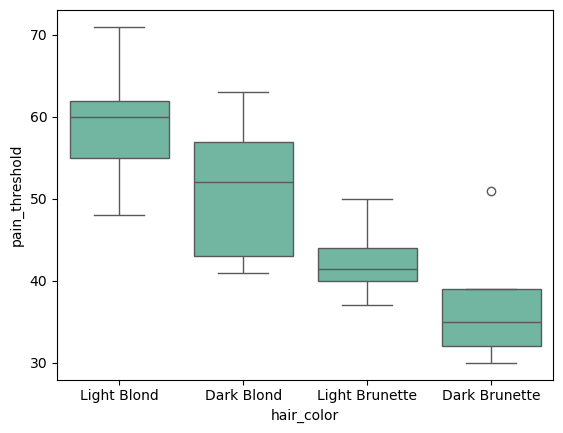 70
60
50
40
30
pain_threshold
Light Blond
Dark Blond
Light Brunette
Dark Brunette
hair_color